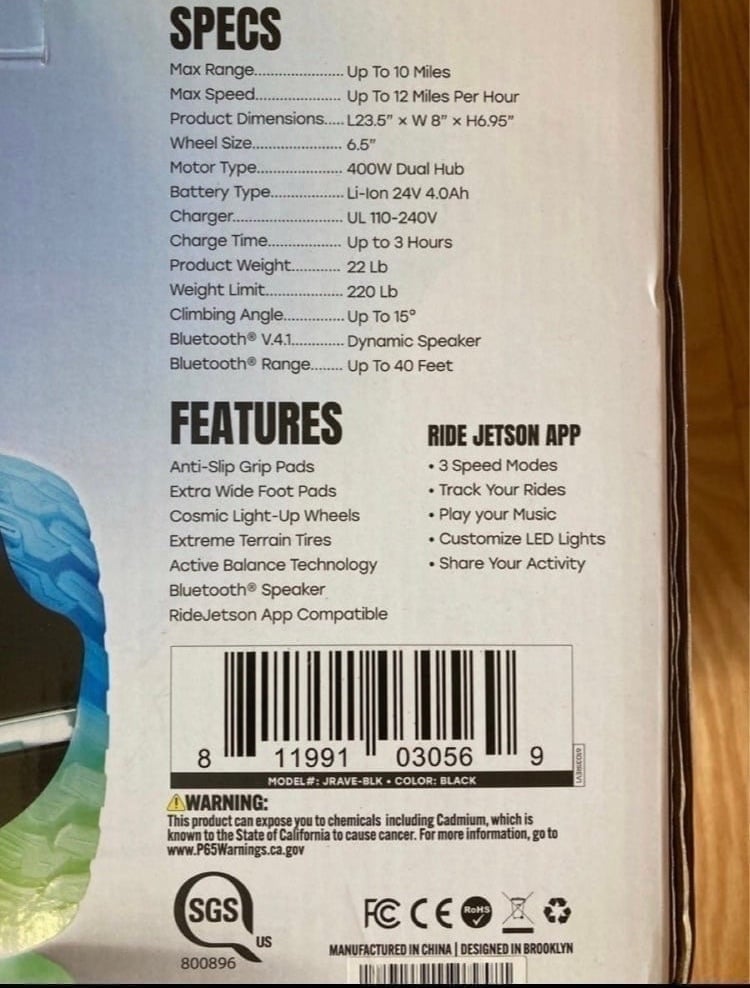 SPECS
Max Range...................... Up To 10 Miles
Max Speed..................... Up To 12 Miles Per Hour
Product Dimensions..... L23.5" x W 8" x H6.95"
Wheel Size...................... 6.5"
Motor Type..................... 400W Dual Hub
Battery Type.................. Li-Ion 24V 4.0Ah
Charger........................... UL 110-240V
Charge Time.................. Up to 3 Hours
Product Weight............ 22 Lb
Weight Limit................... 220 Lb
Climbing Angle............... Up To 15°
Bluetooth® V.4.1............. Dynamic Speaker
Bluetooth® Range........ Up To 40 Feet
FEATURES
Anti-Slip Grip Pads
Extra Wide Foot Pads
Cosmic Light-Up Wheels
Extreme Terrain Tires
Active Balance Technology
Bluetooth® Speaker
RideJetson App Compatible
RIDE JETSON APP
• 3 Speed Modes
• Track Your Rides
• Play your Music
• Customize LED Lights
• Share Your Activity
8 11991 03056 9
MODEL#: JRAVE-BLK • COLOR: BLACK
WARNING:
This product can expose you to chemicals including Cadmium, which is
known to the State of California to cause cancer. For more information, go to
www.P65Warnings.ca.gov
SGS
US
800896
FC CE RoHS
MANUFACTURED IN CHINA | DESIGNED IN BROOKLYN